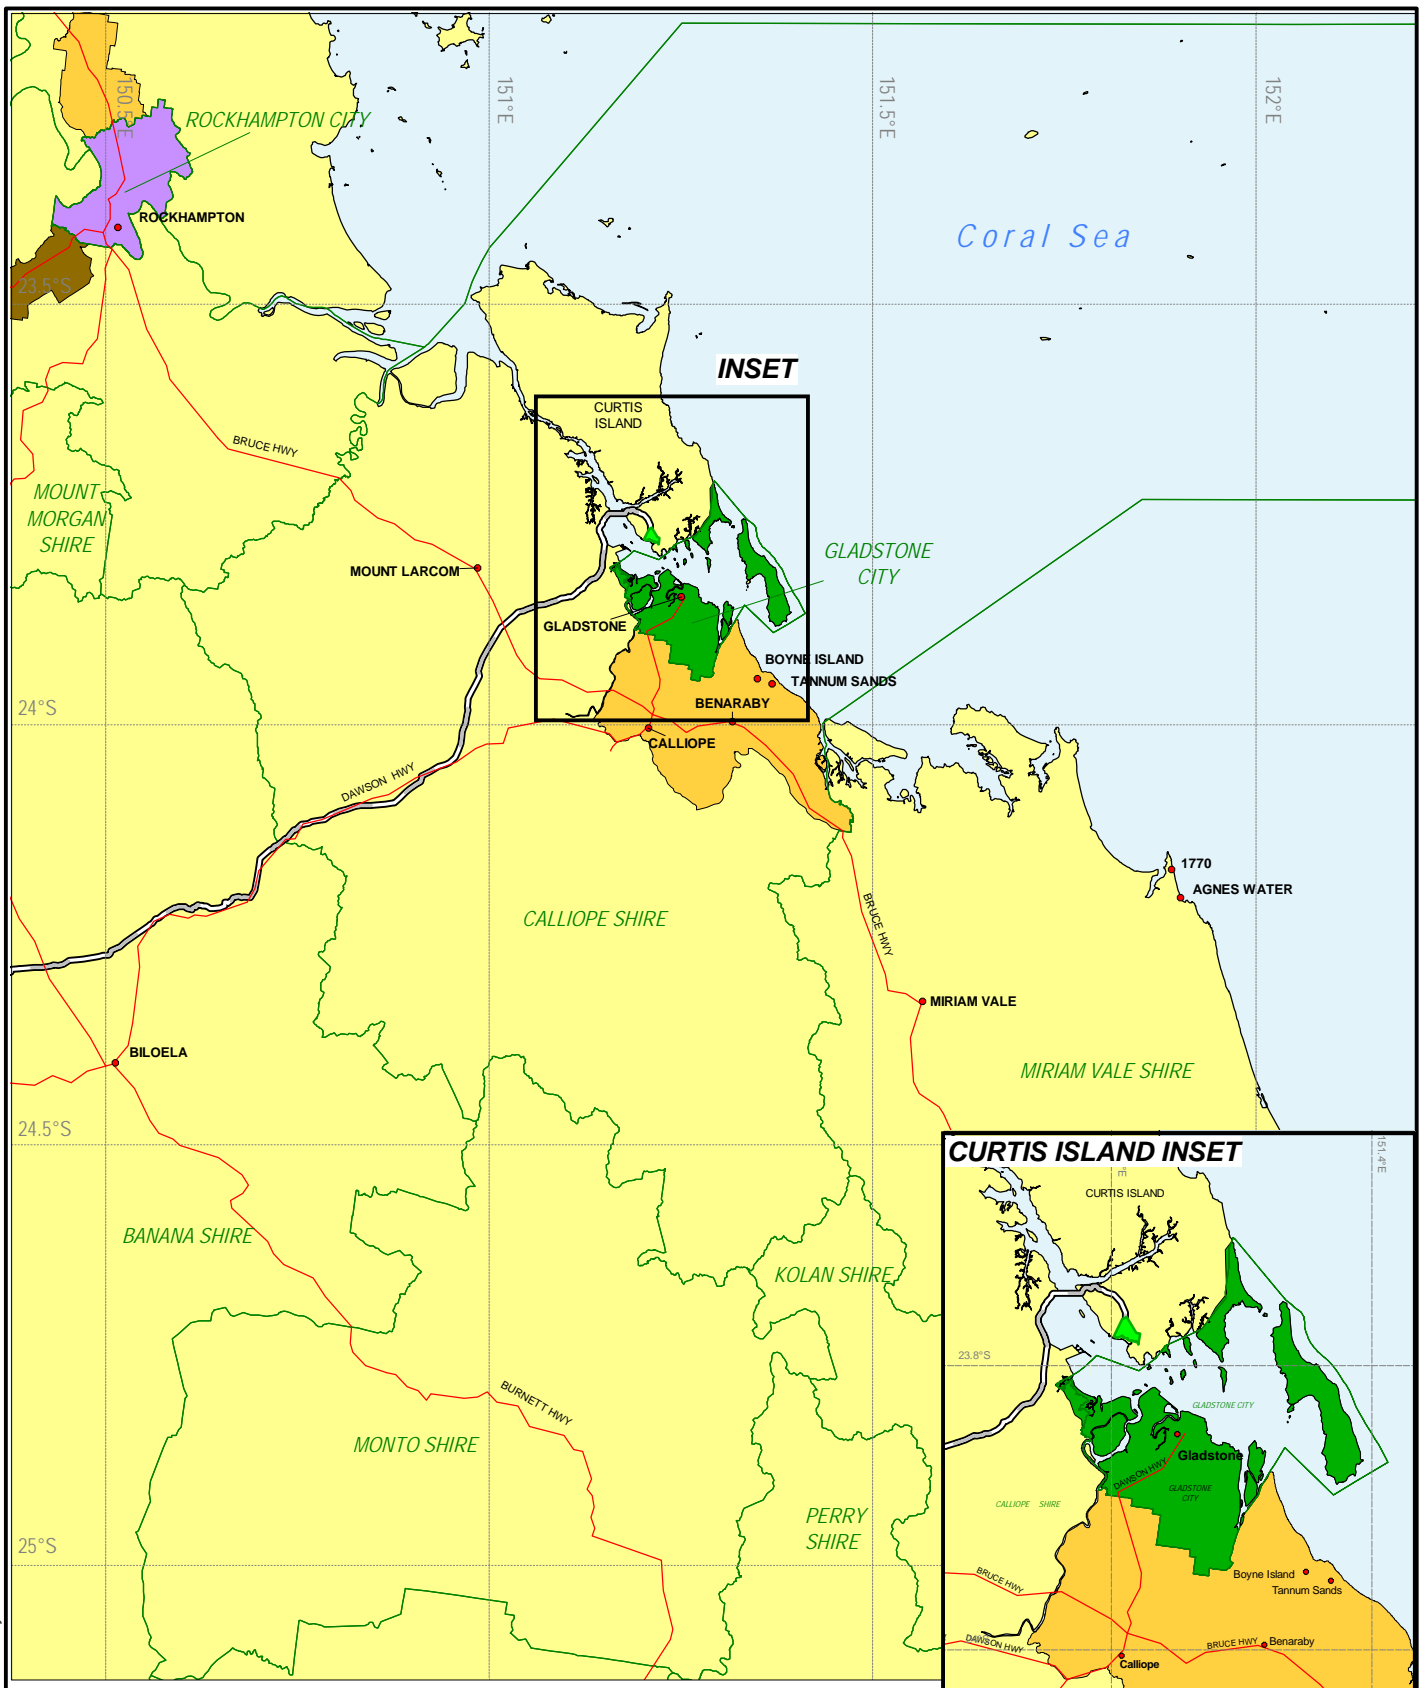 150.5°E
151°E
151.5°E
152°E
ROCKHAMPTON CITY
ROCKHAMPTON
Coral Sea
23.5°S
INSET
CURTIS
ISLAND
BRUCE HWY
MOUNT
MORGAN
SHIRE
GLADSTONE
CITY
MOUNT LARCOM
GLADSTONE
BOYNE ISLAND
TANNUM SANDS
BENARABY
24°S
CALLIOPE
DAWSON HWY
1770
AGNES WATER
CALLIOPE SHIRE
BRUCE HWY
MIRIAM VALE
BILOELA
MIRIAM VALE SHIRE
24.5°S
BANANA SHIRE
KOLAN SHIRE
BURNETT HWY
MONTO SHIRE
PERRY
SHIRE
25°S
CURTIS ISLAND INSET
°E
151.4°E
CURTIS ISLAND
23.8°S
GLADSTONE CITY
Gladstone
DAWSON HWY
GLADSTONE
CITY
CALLIOPE SHIRE
Boyne Island
Tannum Sands
BRUCE HWY
DAWSON HWY
BRUCE HWY
Benaraby
Calliope